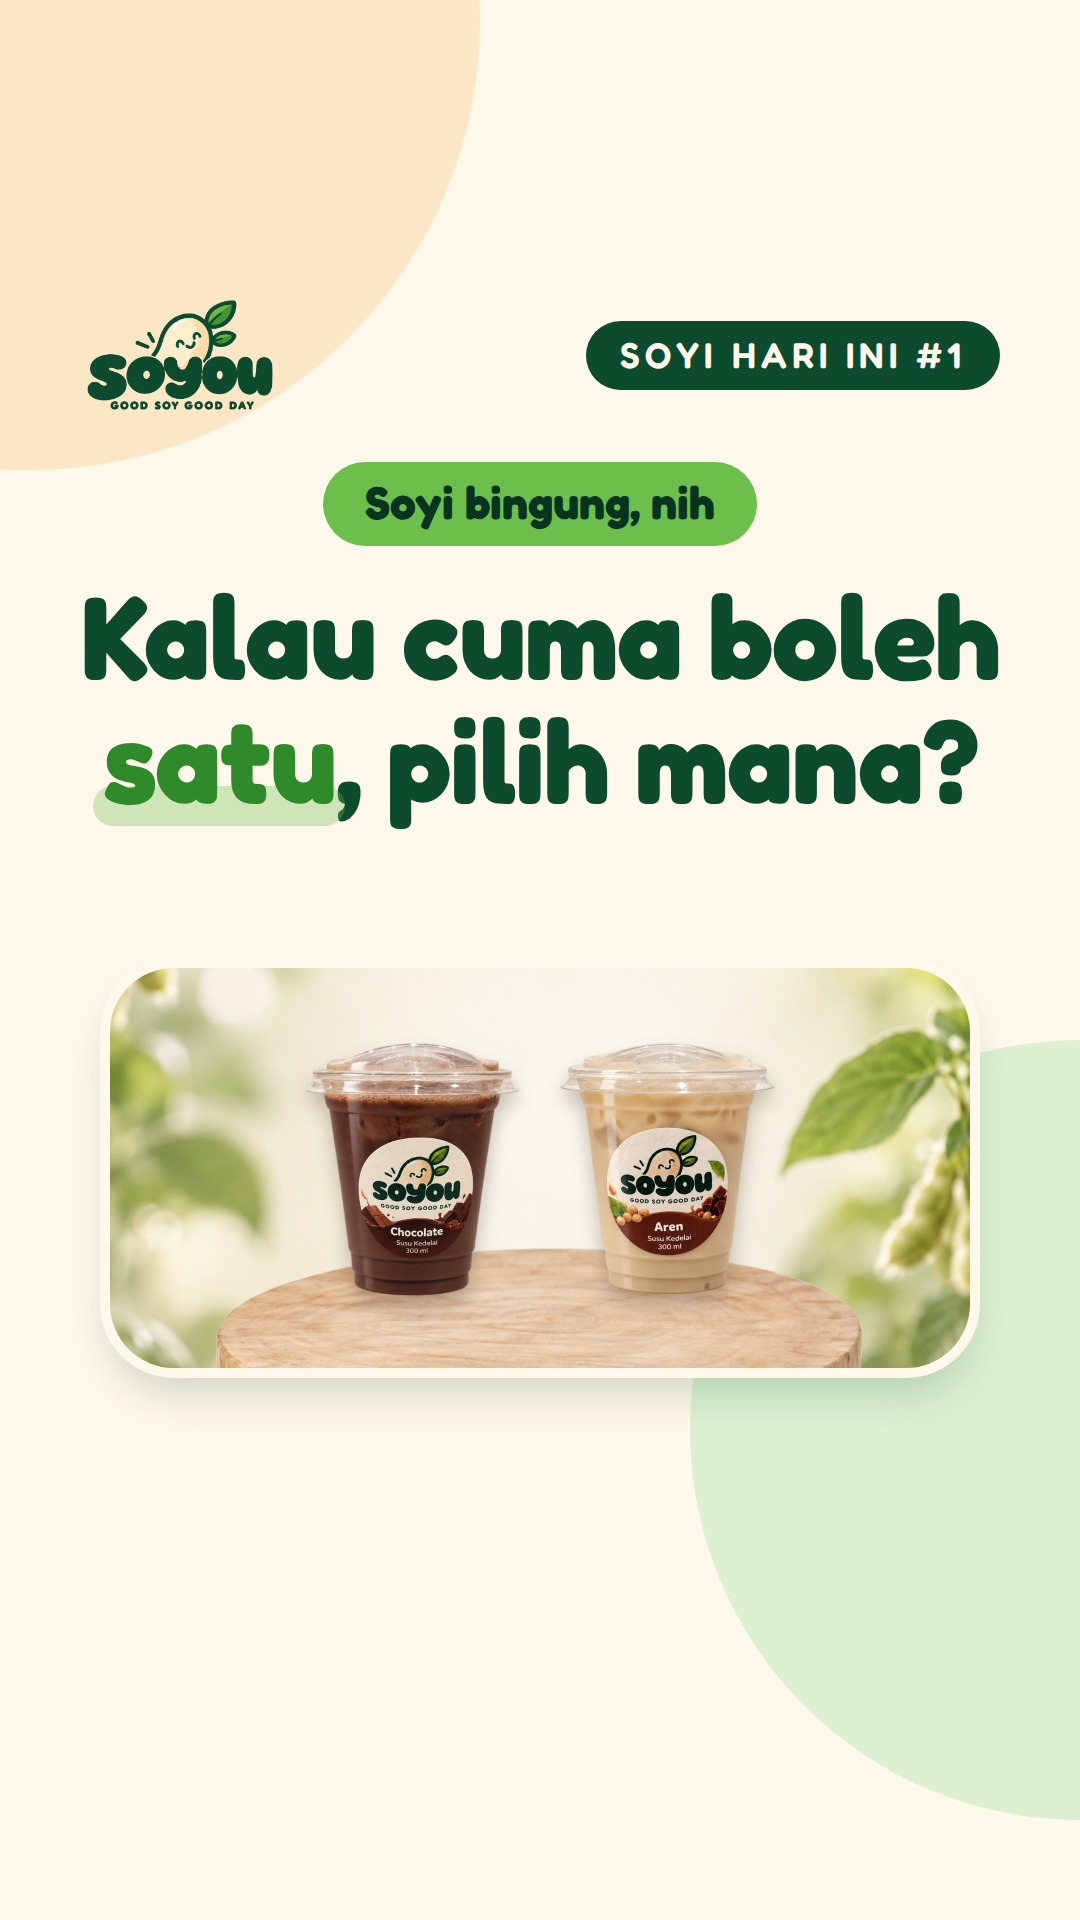 soyou
GOOD SOY GOOD DAY
SOYI HARI INI #1
Soyi bingung, nih
Kalau cuma boleh
satu, pilih mana?
soyou
GOOD SOY GOOD DAY
Chocolate
Susu Kedelai
300 ml
soyou
GOOD SOY GOOD DAY
Aren
Susu Kedelai
300 ml